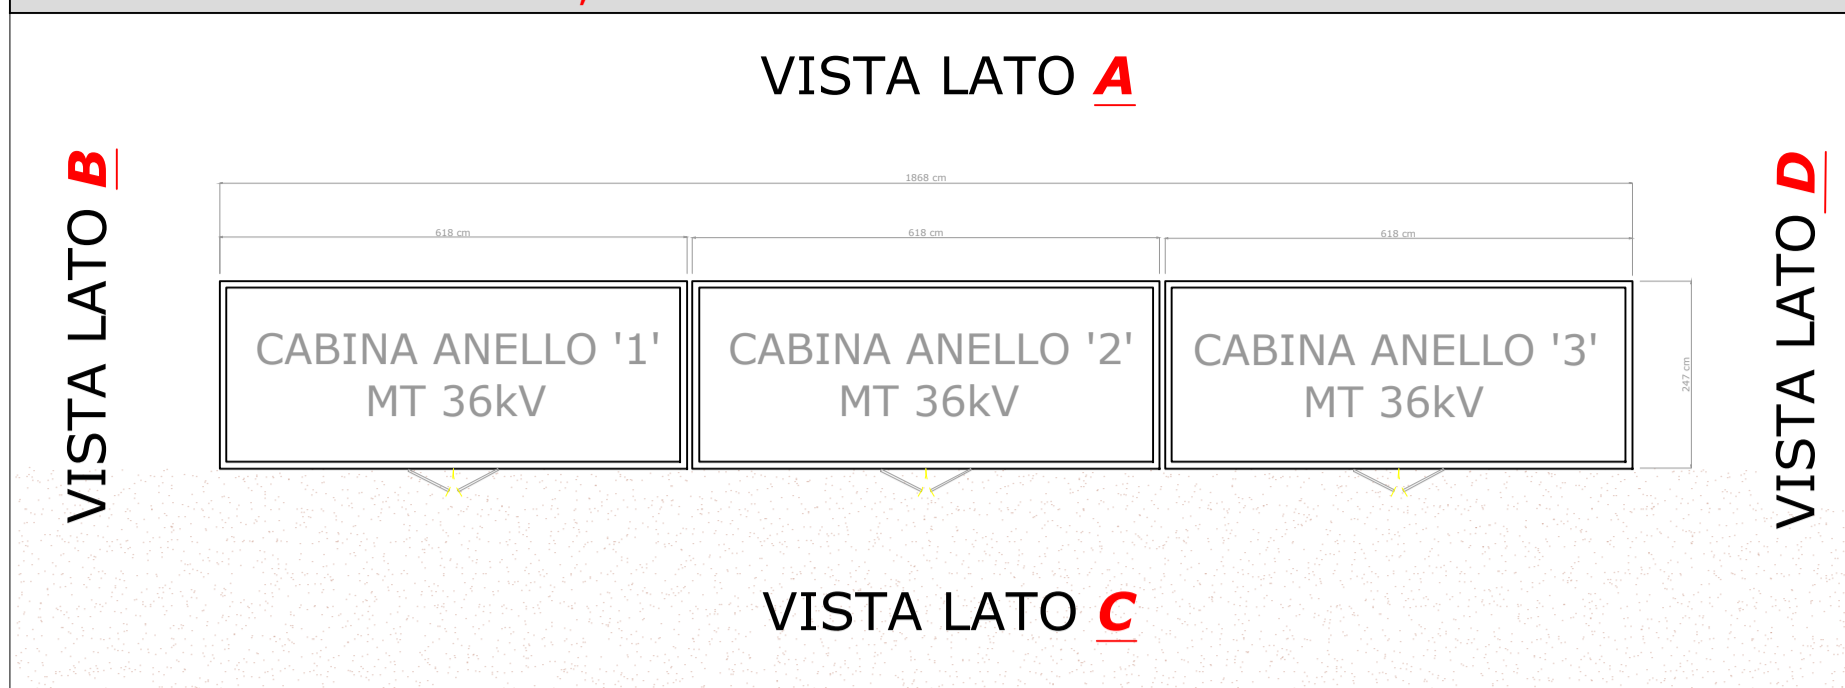 VISTA LATO A
VISTA LATO B
VISTA LATO D
1868 cm
618 cm
618 cm
618 cm
CABINA ANELLO '1'
MT 36kV
CABINA ANELLO '2'
MT 36kV
CABINA ANELLO '3'
MT 36kV
247 cm
VISTA LATO C